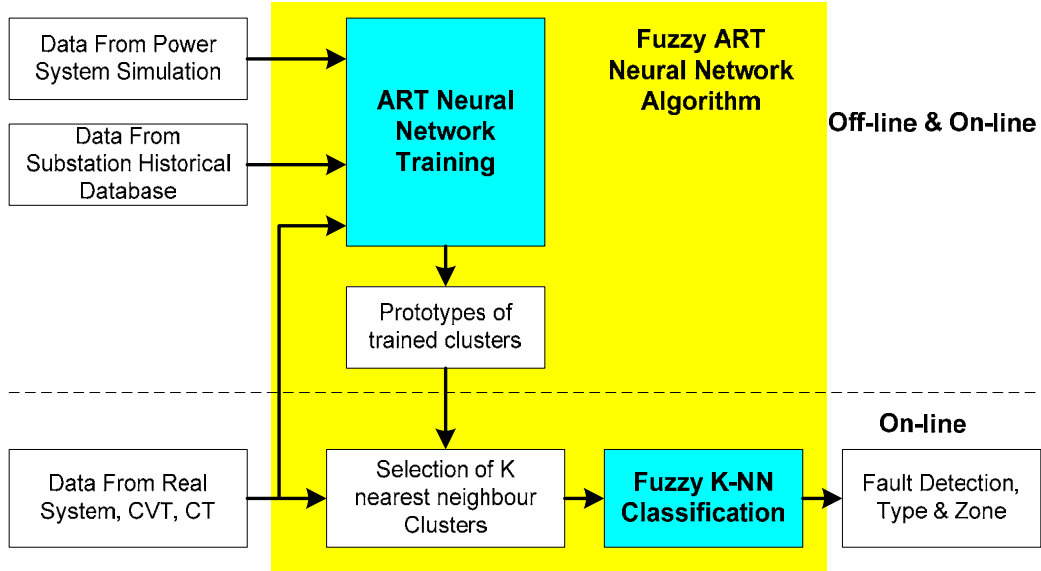 Data From Power
System Simulation
Data From
Substation Historical
Database
ART Neural
Network
Training
Fuzzy ART
Neural Network
Algorithm
Off-line & On-line
Prototypes of
trained clusters
On-line
Data From Real
System, CVT, CT
Selection of K
nearest neighbour
Clusters
Fuzzy K-NN
Classification
Fault Detection,
Type & Zone